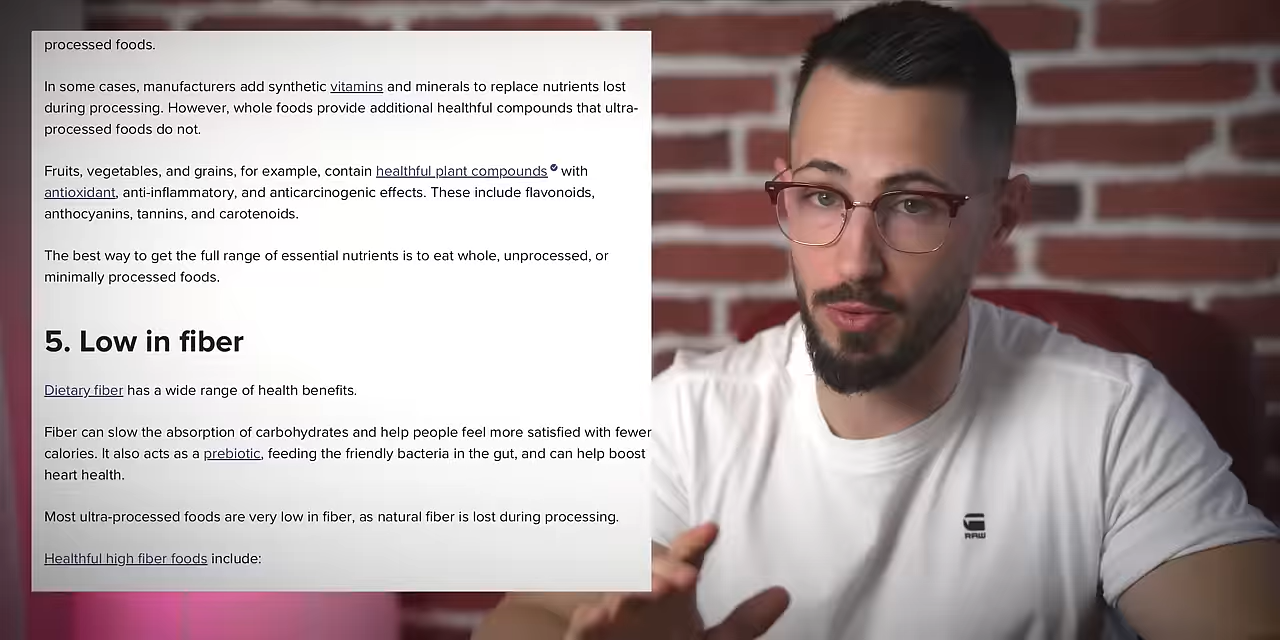 processed foods.
In some cases, manufacturers add synthetic vitamins and minerals to replace nutrients lost
during processing. However, whole foods provide additional healthful compounds that ultra-
processed foods do not.
Fruits, vegetables, and grains, for example, contain healthful plant compounds with
antioxidant, anti-inflammatory, and anticarcinogenic effects. These include flavonoids,
anthocyanins, tannins, and carotenoids.
The best way to get the full range of essential nutrients is to eat whole, unprocessed, or
minimally processed foods.
5. Low in fiber
Dietary fiber has a wide range of health benefits.
Fiber can slow the absorption of carbohydrates and help people feel more satisfied with fewer
calories. It also acts as a prebiotic, feeding the friendly bacteria in the gut, and can help boost
heart health.
Most ultra-processed foods are very low in fiber, as natural fiber is lost during processing.
Healthful high fiber foods include:
G
RAW